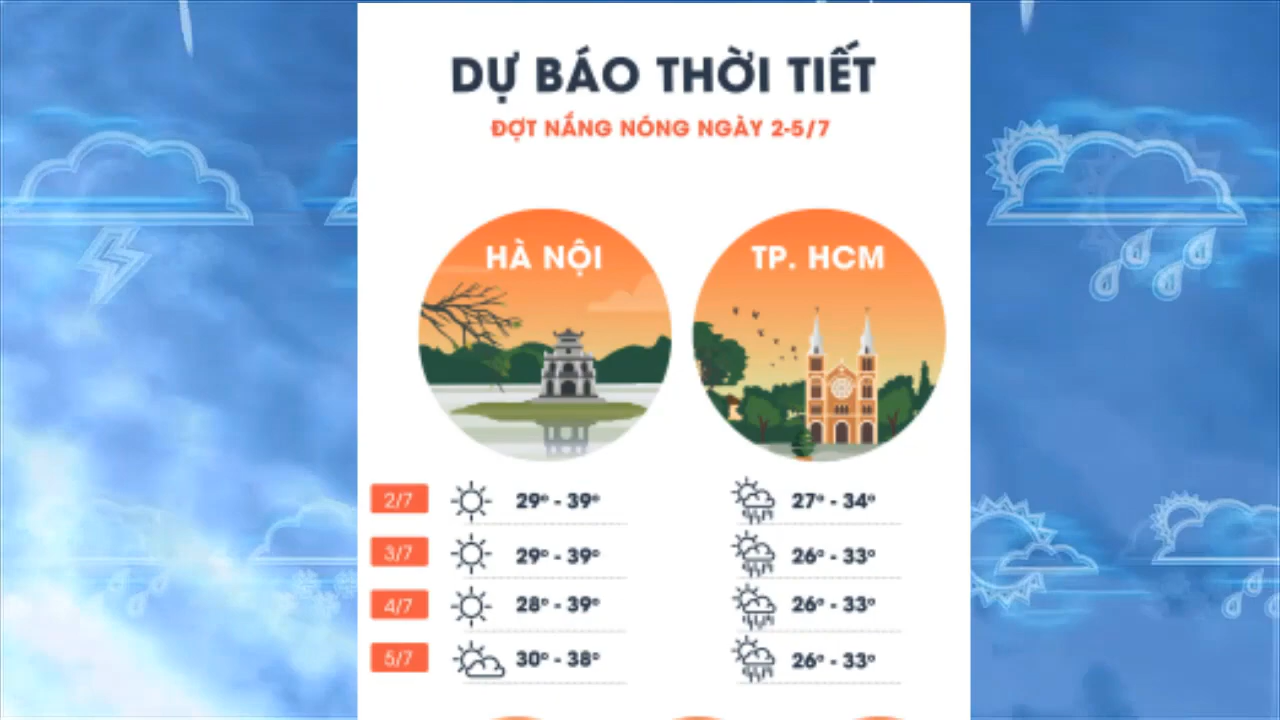 DỰ BÁO THỜI TIẾT
ĐỢT NẮNG NÓNG NGÀY 2-5/7
HÀ NỘI TP. HCM
2/7 29° - 39° 27° - 34°
3/7 29° - 39° 26° - 33°
4/7 28° - 39° 26° - 33°
5/7 30° - 38° 26° - 33°